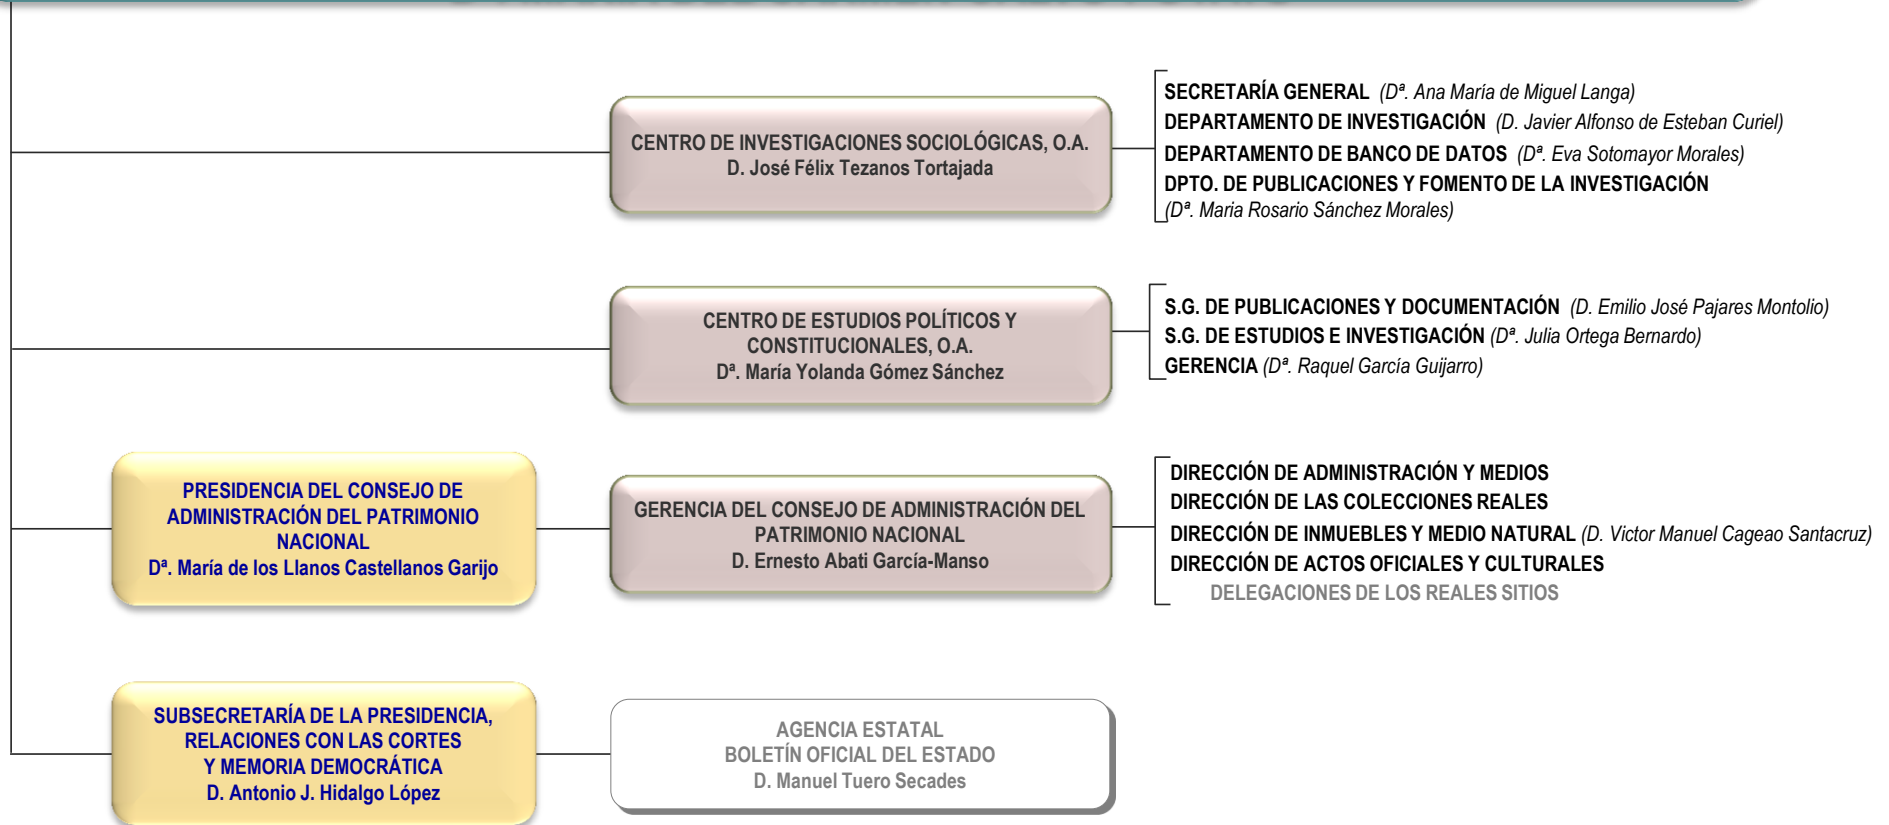 CENTRO DE INVESTIGACIONES SOCIOLÓGICAS, O.A.
D. José Félix Tezanos Tortajada
SECRETARÍA GENERAL (Dª. Ana María de Miguel Langa)
DEPARTAMENTO DE INVESTIGACIÓN (D. Javier Alfonso de Esteban Curiel)
DEPARTAMENTO DE BANCO DE DATOS (Dª. Eva Sotomayor Morales)
DPTO. DE PUBLICACIONES Y FOMENTO DE LA INVESTIGACIÓN
(Dª. Maria Rosario Sánchez Morales)
CENTRO DE ESTUDIOS POLÍTICOS Y
CONSTITUCIONALES, O.A.
Dª. María Yolanda Gómez Sánchez
S.G. DE PUBLICACIONES Y DOCUMENTACIÓN (D. Emilio José Pajares Montolio)
S.G. DE ESTUDIOS E INVESTIGACIÓN (Dª. Julia Ortega Bernardo)
GERENCIA (Dª. Raquel García Guijarro)
PRESIDENCIA DEL CONSEJO DE
ADMINISTRACIÓN DEL PATRIMONIO
NACIONAL
Dª. María de los Llanos Castellanos Garijo
GERENCIA DEL CONSEJO DE ADMINISTRACIÓN DEL
PATRIMONIO NACIONAL
D. Ernesto Abati García-Manso
DIRECCIÓN DE ADMINISTRACIÓN Y MEDIOS
DIRECCIÓN DE LAS COLECCIONES REALES
DIRECCIÓN DE INMUEBLES Y MEDIO NATURAL (D. Victor Manuel Cageao Santacruz)
DIRECCIÓN DE ACTOS OFICIALES Y CULTURALES
DELEGACIONES DE LOS REALES SITIOS
SUBSECRETARÍA DE LA PRESIDENCIA,
RELACIONES CON LAS CORTES
Y MEMORIA DEMOCRÁTICA
D. Antonio J. Hidalgo López
AGENCIA ESTATAL
BOLETÍN OFICIAL DEL ESTADO
D. Manuel Tuero Secades